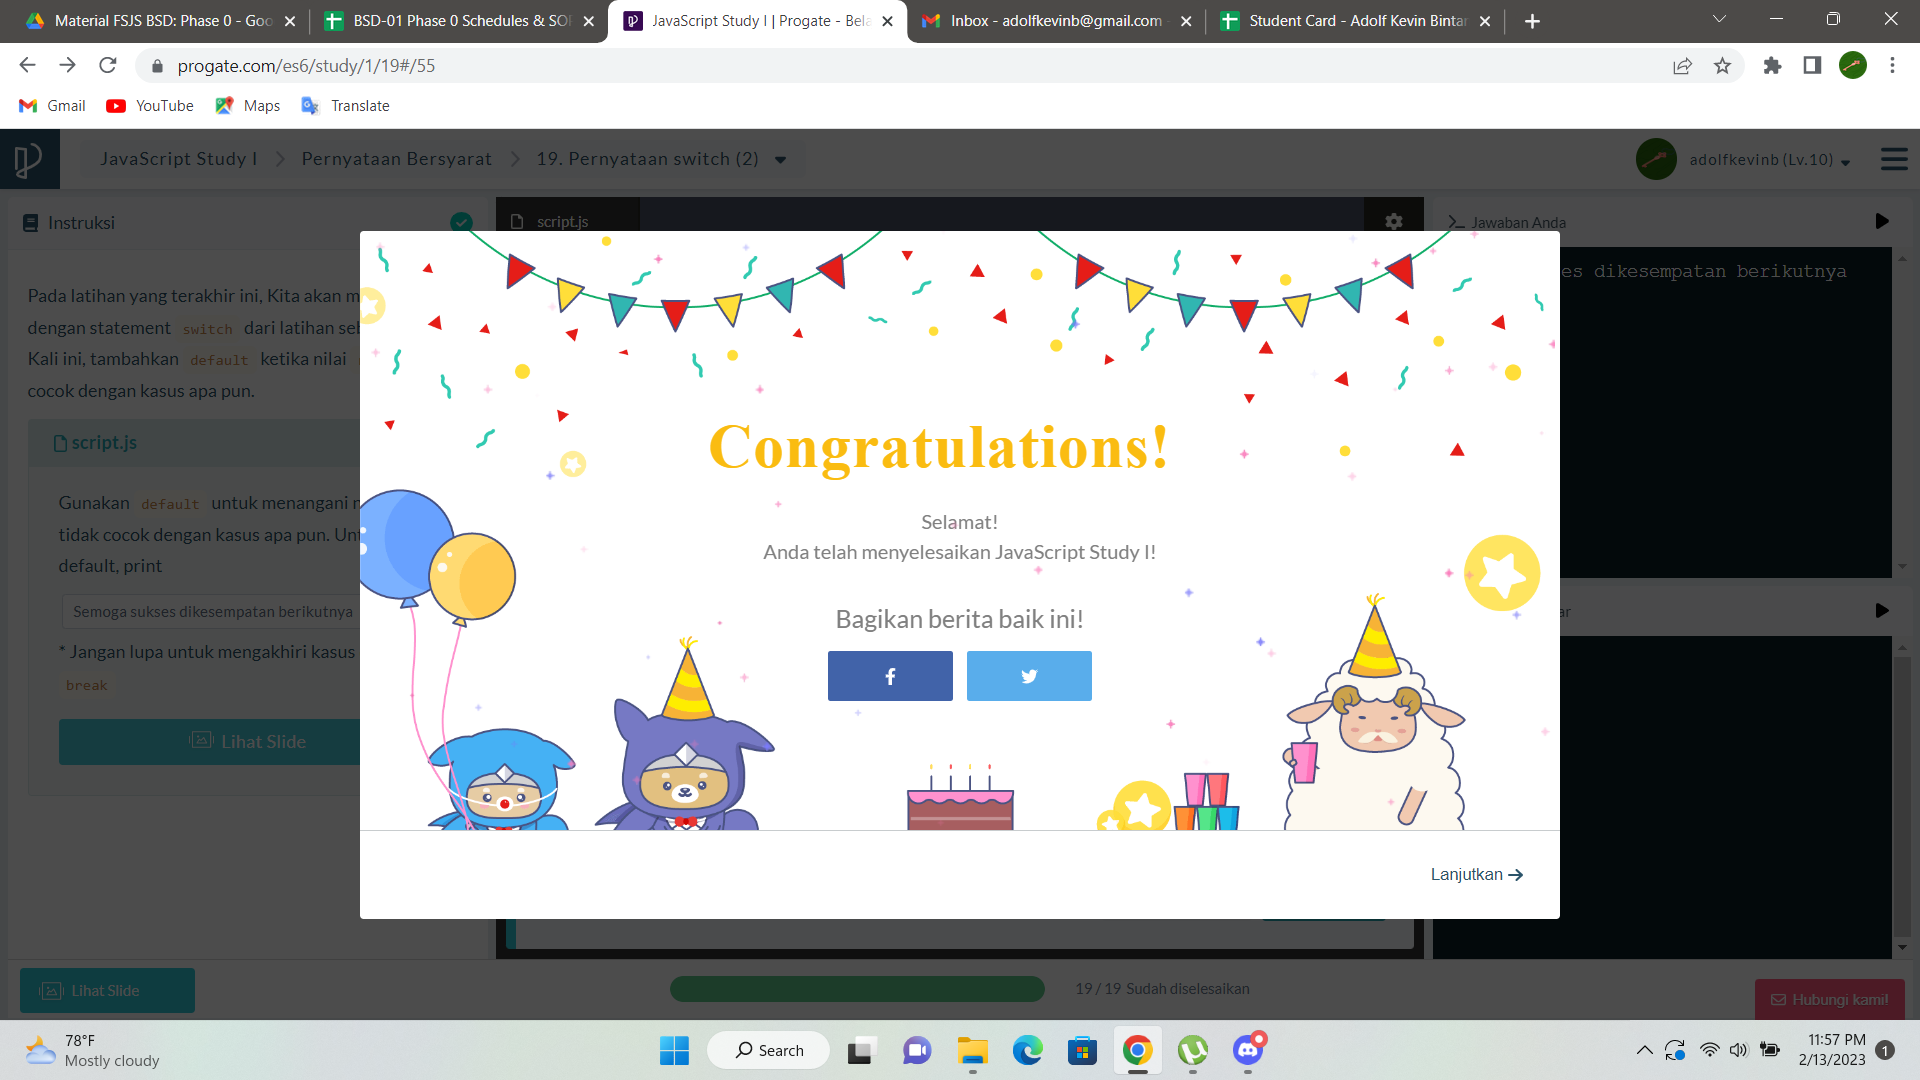 Material FSJS BSD: Phase 0 - Goo
BSD-01 Phase 0 Schedules & SOI
JavaScript Study I | Progate - Bela
Inbox - adolfkevinb@gmail.com -
Student Card - Adolf Kevin Bintan
progate.com/es6/study/1/19#/55
Gmail
YouTube
Maps
Translate
JavaScript Study I
Pernyataan Bersyarat
19. Pernyataan switch (2)
adolfkevinb (Lv.10)
Instruksi
script.js
Jawaban Anda
Pada latihan yang terakhir ini, Kita akan m
dengan statement switch dari latihan seb
Kali ini, tambahkan default ketika nilai
cocok dengan kasus apa pun.
script.js
Gunakan default untuk menangani n
tidak cocok dengan kasus apa pun. Un
default, print
Semoga sukses dikesempatan berikutnya
* Jangan lupa untuk mengakhiri kasus
break
Lihat Slide
es dikesempatan berikutnya
ar
Congratulations!
Selamat!
Anda telah menyelesaikan JavaScript Study I!
Bagikan berita baik ini!
Lanjutkan
Lihat Slide
19 / 19 Sudah diselesaikan
Hubungi kami!
78°F
Mostly cloudy
Search
11:57 PM
2/13/2023
1